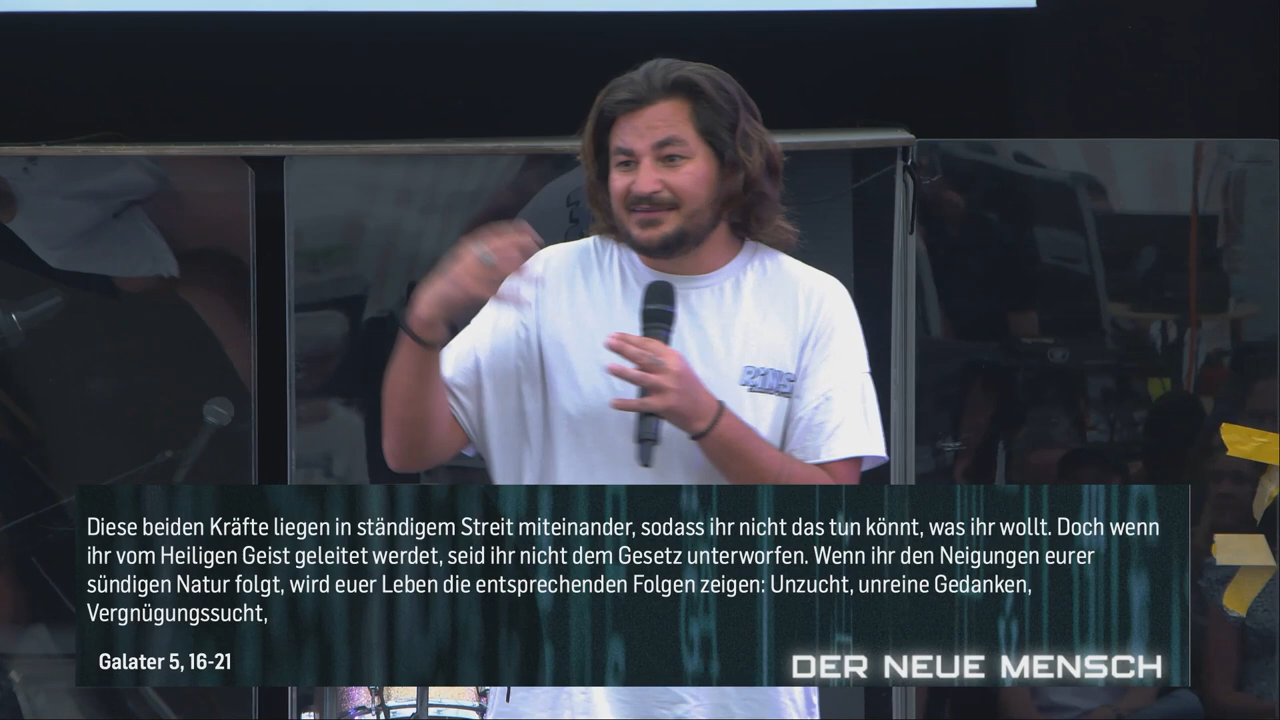 RINS
Diese beiden Kräfte liegen in ständigem Streit miteinander, sodass ihr nicht das tun könnt, was ihr wollt. Doch wenn
ihr vom Heiligen Geist geleitet werdet, seid ihr nicht dem Gesetz unterworfen. Wenn ihr den Neigungen eurer
sündigen Natur folgt, wird euer Leben die entsprechenden Folgen zeigen: Unzucht, unreine Gedanken,
Vergnügungssucht,
Galater 5, 16-21
DER NEUE MENSCH